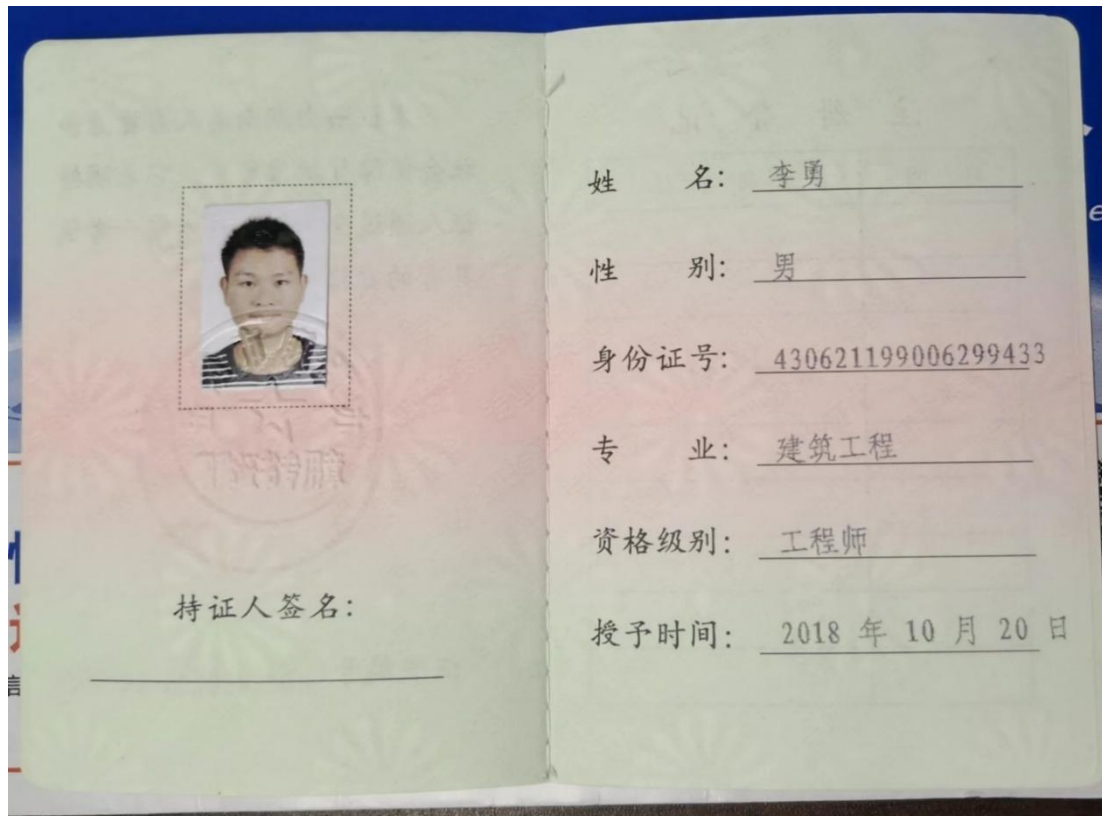 持证人签名:
姓 名: 李勇
性 别: 男
身份证号: 430621199006299433
专 业: 建筑工程
资格级别: 工程师
授予时间: 2018 年 10 月 20 日